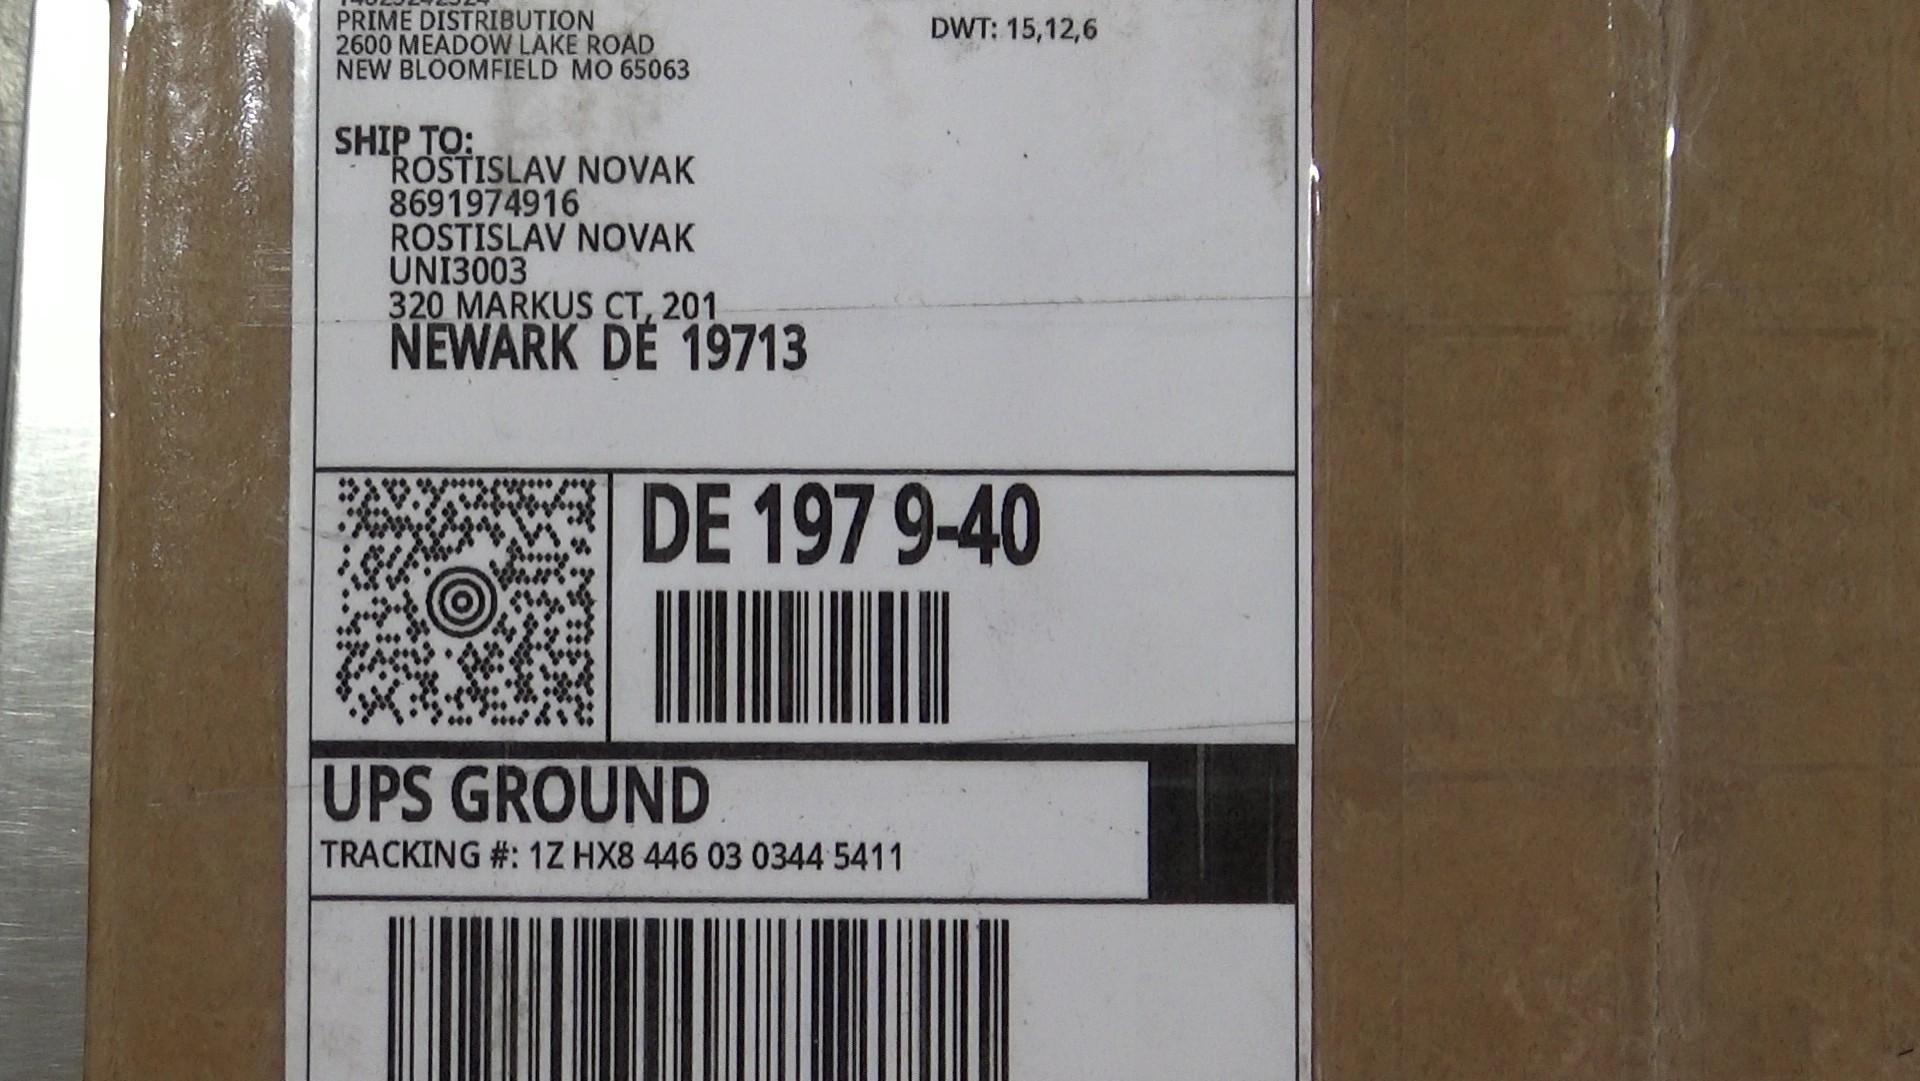 PRIME DISTRIBUTION
2600 MEADOW LAKE ROAD
NEW BLOOMFIELD MO 65063
DWT: 15,12,6
SHIP TO:
ROSTISLAV NOVAK
8691974916
ROSTISLAV NOVAK
UNI3003
320 MARKUS CT, 201
NEWARK DE 19713
DE 197 9-40
UPS GROUND
TRACKING #: 1Z HX8 446 03 0344 5411